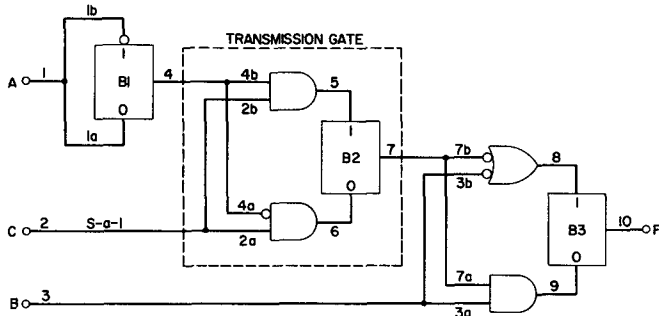 1b
TRANSMISSION GATE
1
A 1 B1 4 4b 5
0 2b
1a 1
B2 7 7b 8
0 3b
4a 1
C 2 S-a-1 2a 6 B3 10 F
0
7a 9
B 3 3a